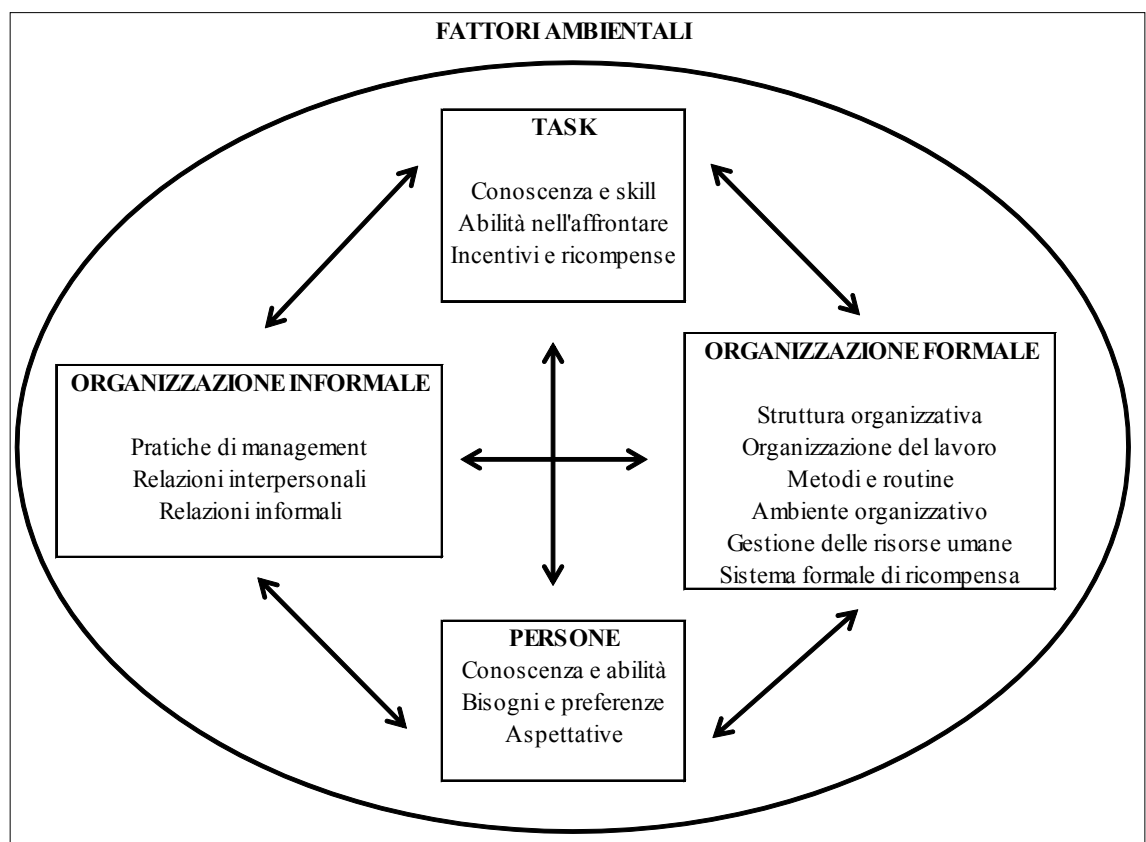 FATTORI AMBIENTALI
TASK
Conoscenza e skill
Abilità nell'affrontare
Incentivi e ricompense
ORGANIZZAZIONE INFORMALE
Pratiche di management
Relazioni interpersonali
Relazioni informali
ORGANIZZAZIONE FORMALE
Struttura organizzativa
Organizzazione del lavoro
Metodi e routine
Ambiente organizzativo
Gestione delle risorse umane
Sistema formale di ricompensa
PERSONE
Conoscenza e abilità
Bisogni e preferenze
Aspettative